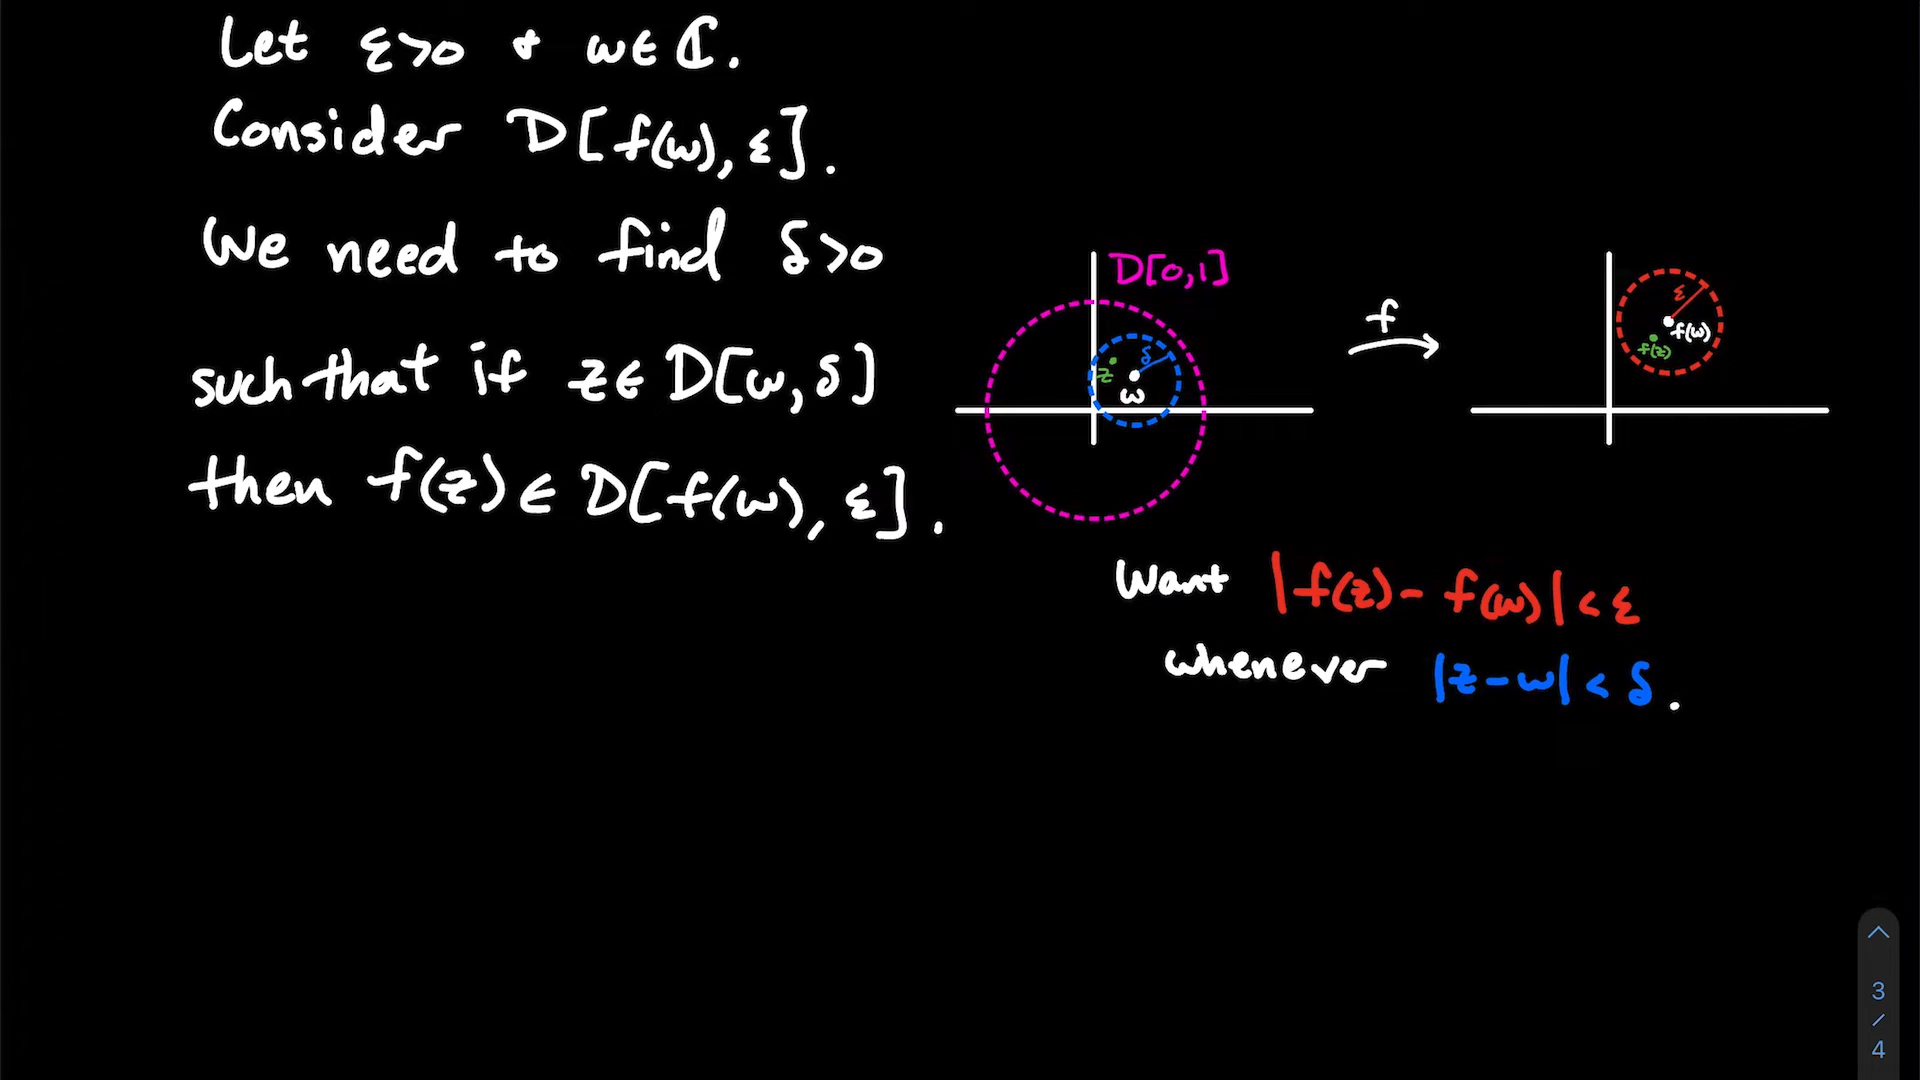 Let ε>0 & ω∈ℂ.
Consider D[f(ω), ε].
We need to find δ>0
such that if z∈D[ω, δ]
then f(z)∈D[f(ω), ε].
D[0,1]
δ
z
ω
f
ε
f(ω)
f(z)
Want |f(z)-f(ω)|<ε
whenever |z-ω|<δ.
3
/
4